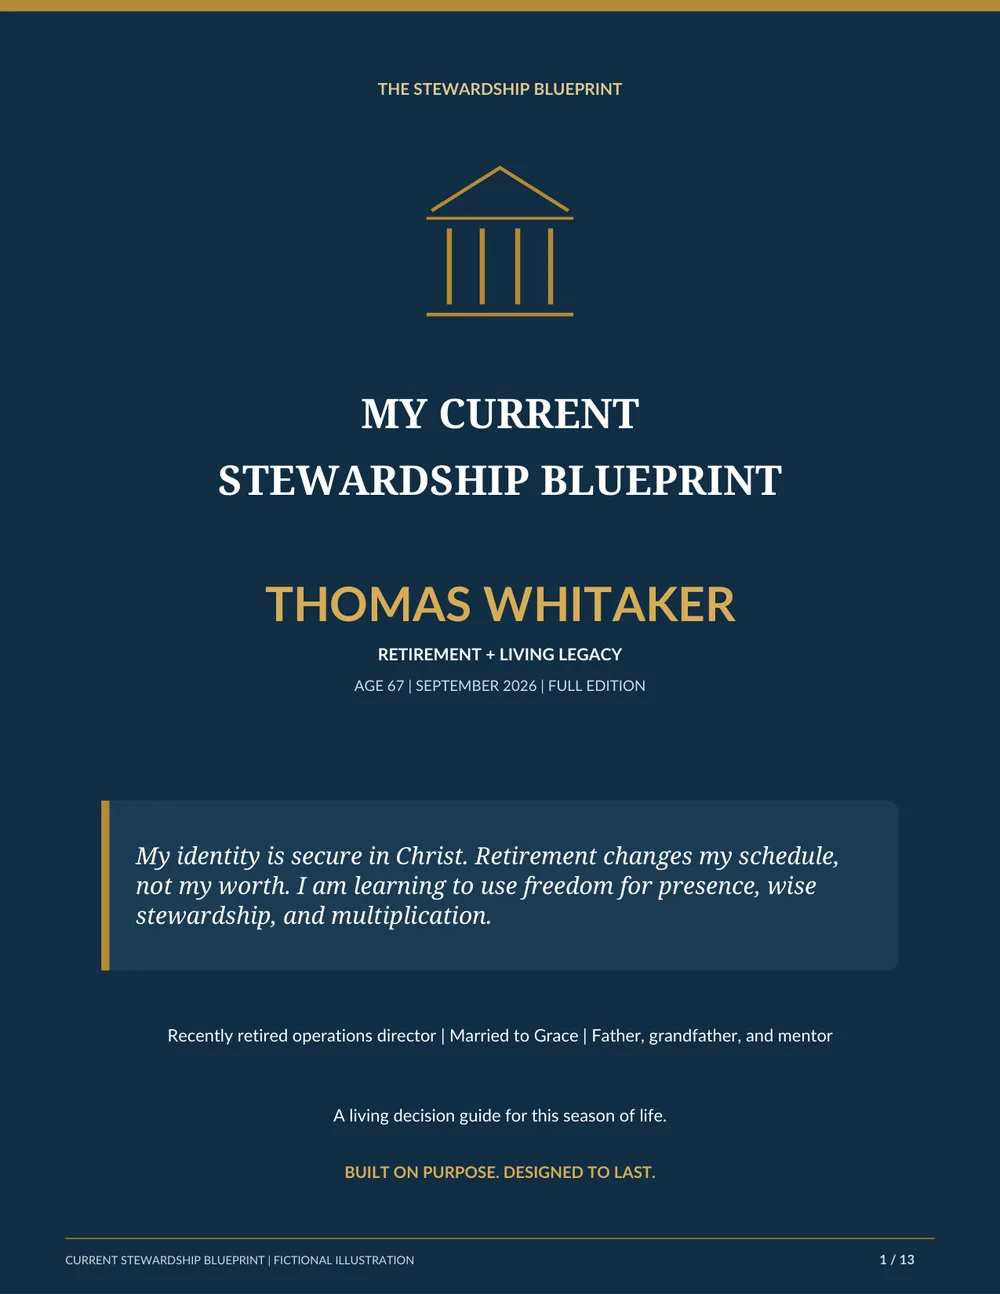 THE STEWARDSHIP BLUEPRINT
MY CURRENT
STEWARDSHIP BLUEPRINT
THOMAS WHITAKER
RETIREMENT + LIVING LEGACY
AGE 67 | SEPTEMBER 2026 | FULL EDITION
My identity is secure in Christ. Retirement changes my schedule,
not my worth. I am learning to use freedom for presence, wise
stewardship, and multiplication.
Recently retired operations director | Married to Grace | Father, grandfather, and mentor
A living decision guide for this season of life.
BUILT ON PURPOSE. DESIGNED TO LAST.
CURRENT STEWARDSHIP BLUEPRINT | FICTIONAL ILLUSTRATION
1 / 13